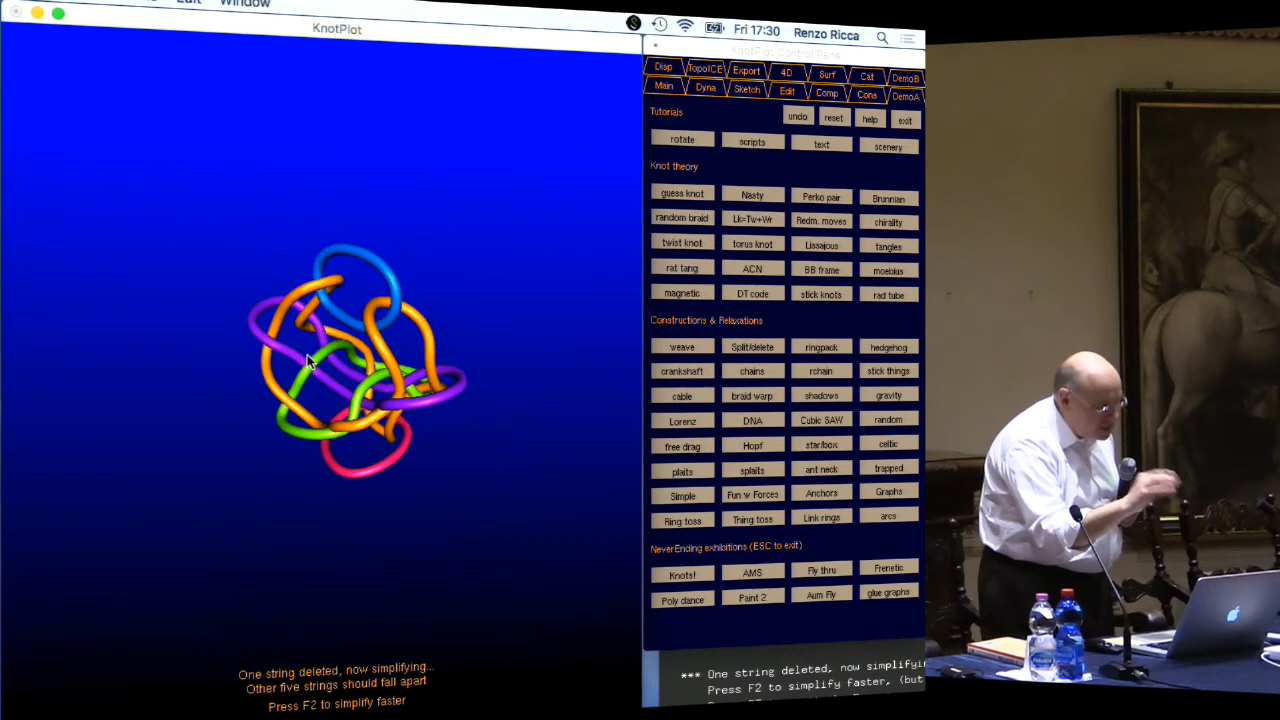 Edit Window
KnotPlot
Fri 17:30 Renzo Ricca
KnotPlot Control Panel
Disp TopoICE Export 4D Surf Cat DemoB
Main Dyna Sketch Edit Comp Cons DemoA
Tutorials undo reset help exit
rotate scripts text scenery
Knot theory
guess knot Nasty Perko pair Brunnian
random braid Lk=Tw+Wr Redm. moves chirality
twist knot torus knot Lissajous tangles
rat tang ACN BB frame moebius
magnetic DT code stick knots rad tube
Constructions & Relaxations
weave Split/delete ringpack hedgehog
crankshaft chains rchain stick things
cable braid warp shadows gravity
Lorenz DNA Cubic SAW random
free drag Hopf star/box celtic
plaits splaits ant neck trapped
Simple Fun w Forces Anchors Graphs
Ring toss Thing toss Link rings arcs
NeverEnding exhibitions (ESC to exit)
Knots! AMS Fly thru Frenetic
Poly dance Paint 2 Aum Fly glue graphs
One string deleted, now simplifying...
Other five strings should fall apart
Press F2 to simplify faster
*** One string deleted, now simplifyin
Press F2 to simplify faster, (but